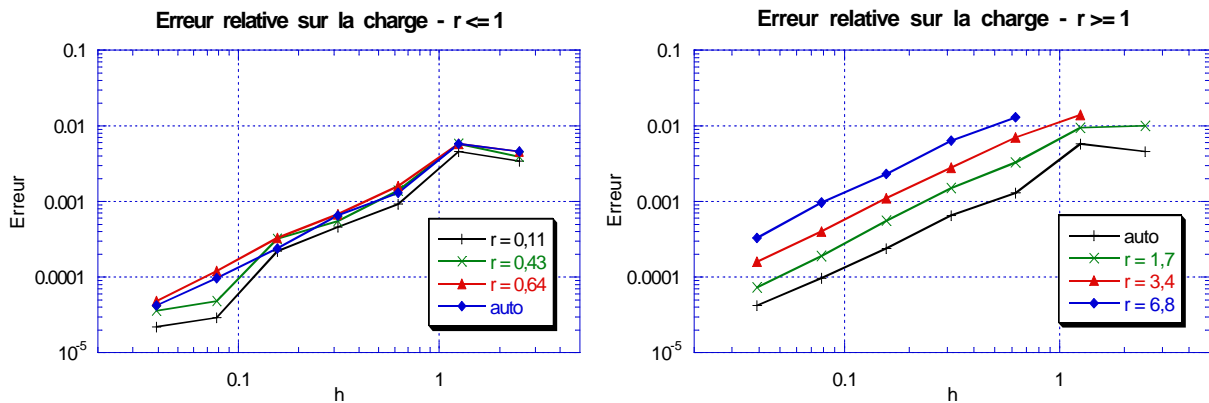 Erreur relative sur la charge - r <= 1
0.1
0.01
0.001
0.0001
10-5
Erreur
0.1
1
h
r = 0,11
r = 0,43
r = 0,64
auto
Erreur relative sur la charge - r >= 1
0.1
0.01
0.001
0.0001
10-5
Erreur
0.1
1
h
auto
r = 1,7
r = 3,4
r = 6,8